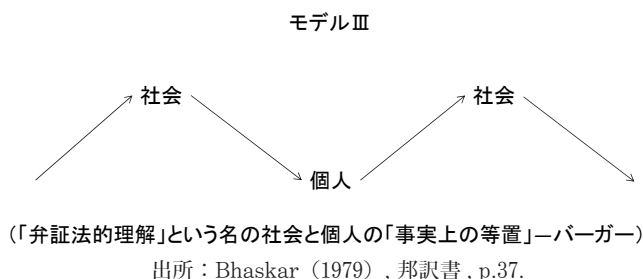 モデルⅢ
社会
社会
個人
(「弁証法的理解」という名の社会と個人の「事実上の等置」―バーガー)
出所：Bhaskar（1979）, 邦訳書 , p.37.